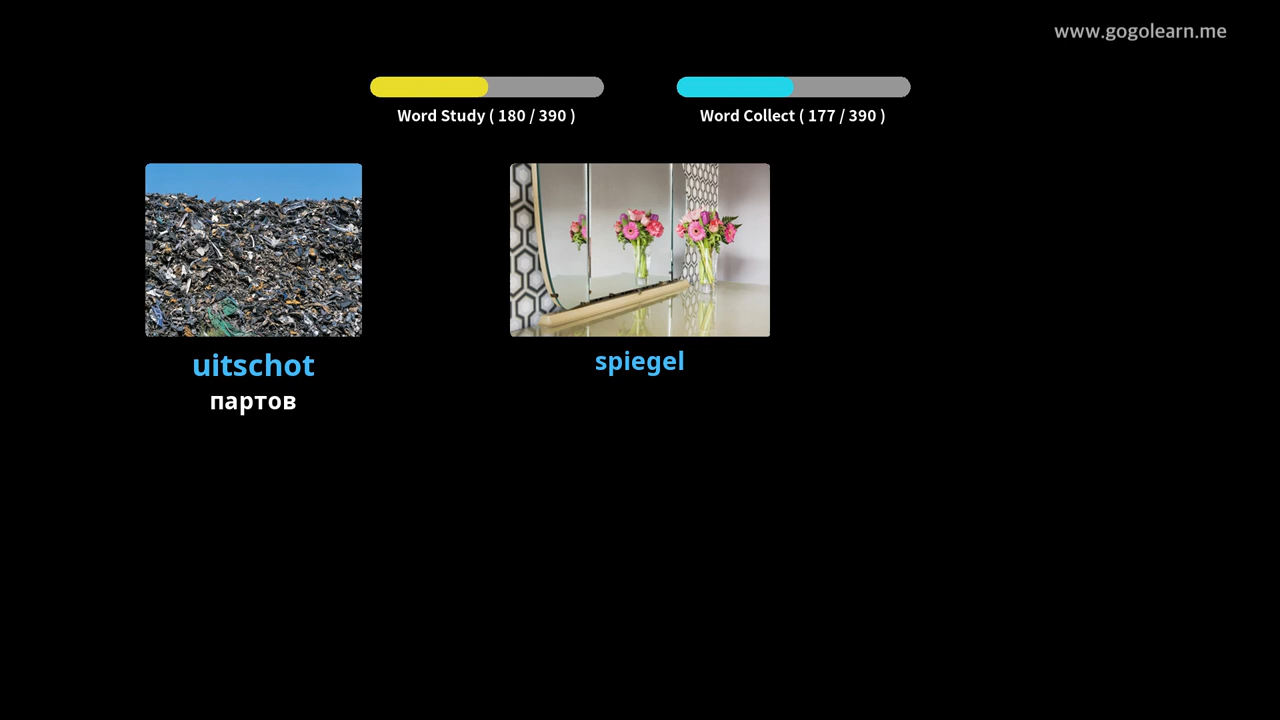 www.gogolearn.me
Word Study ( 180 / 390 )
Word Collect ( 177 / 390 )
uitschot
партов
spiegel